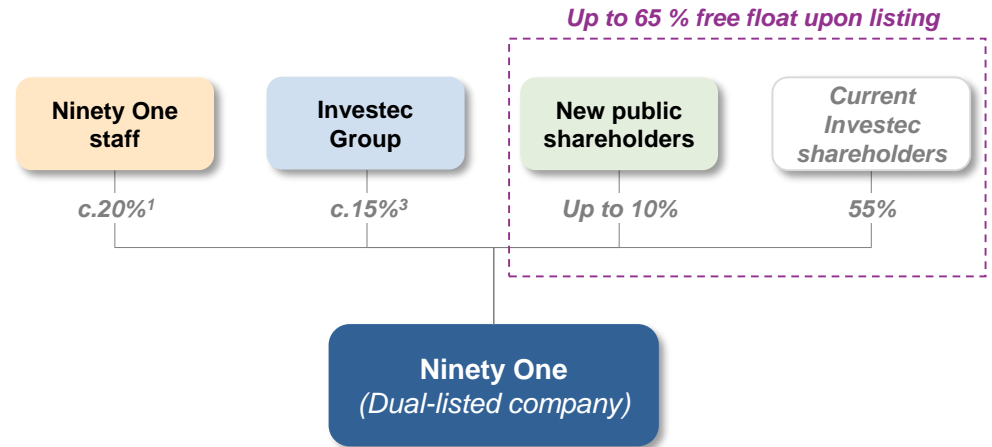 Up to 65 % free float upon listing
Ninety One
staff
Investec
Group
New public
shareholders
Current
Investec
shareholders
c.20%¹
c.15%³
Up to 10%
55%
Ninety One
(Dual-listed company)